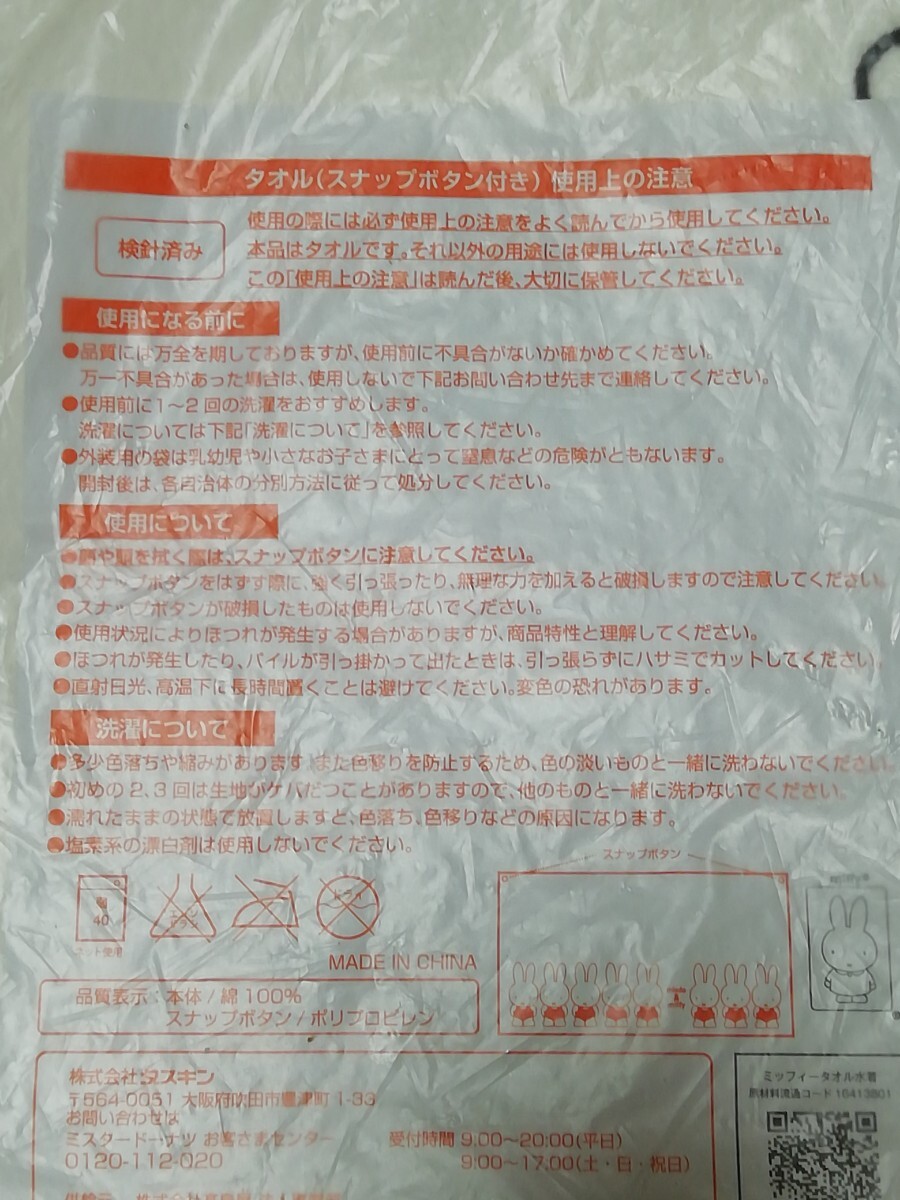 タオル(スナップボタン付き)使用上の注意
検針済み
使用の際には必ず使用上の注意をよく読んでから使用してください。
本品はタオルです。それ以外の用途には使用しないでください。
この「使用上の注意」は読んだ後、大切に保管してください。
使用になる前に
●品質には万全を期しておりますが、使用前に不具合がないか確かめてください。
万一不具合があった場合は、使用しないで下記お問い合わせ先まで連絡してください。
●使用前に1〜2回の洗濯をおすすめします。
洗濯については下記「洗濯について」を参照してください。
●外装用の袋は乳幼児や小さなお子さまにとって窒息などの危険がともないます。
開封後は、各自治体の分別方法に従って処分してください。
使用について
●顔や頭を拭く際は、スナップボタンに注意してください。
●スナップボタンをはずす際に、強く引っ張ったり、無理な力を加えると破損しますので注意してください。
●スナップボタンが破損したものは使用しないでください。
●使用状況によりほつれが発生する場合がありますが、商品特性と理解してください。
●ほつれが発生したり、パイルが引っ掛かって出たときは、引っ張らずにハサミでカットしてください。
●直射日光、高温下に長時間置くことは避けてください。変色の恐れがあります。
洗濯について
●多少色落ちや縮みがあります。また色移りを防止するため、色の淡いものと一緒に洗わないでください。
●初めの2、3回は生地がケバだつことがありますので、他のものと一緒に洗わないでください。
●濡れたままの状態で放置しますと、色落ち、色移りなどの原因になります。
●塩素系の漂白剤は使用しないでください。
スナップボタン
40
ネット使用
ドライ
MADE IN CHINA
品質表示:本体/綿100%
スナップボタン/ポリプロピレン
株式会社ダスキン
〒564-0051 大阪府吹田市豊津町1-33
お問い合わせは
ミスタードーナツ お客さまセンター
受付時間 9:00〜20:00(平日)
0120-112-020
9:00〜17:00(土・日・祝日)
ミッフィータオル水着
原材料流通コード 16413801